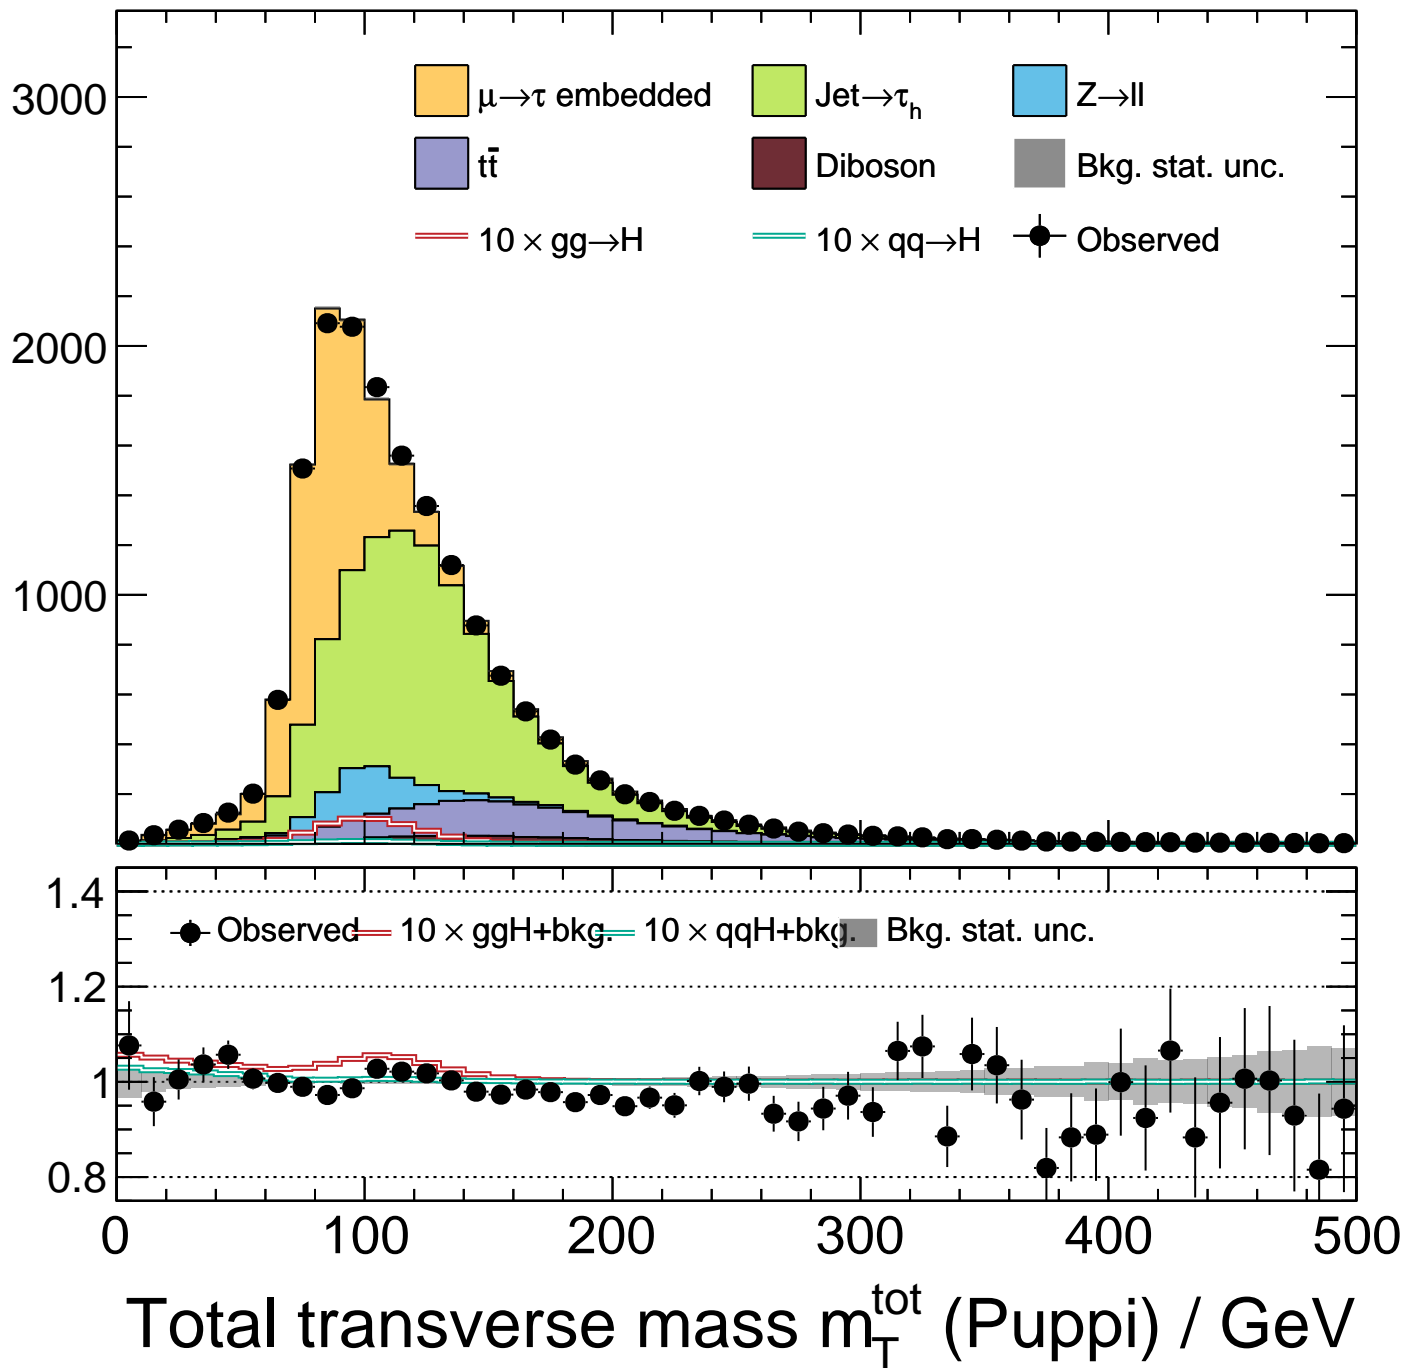 3000
2000
1000
μ→τ embedded Jet→τh Z→ll
tt̄ Diboson Bkg. stat. unc.
10 × gg→H 10 × qq→H Observed
1.4
1.2
1
0.8
Observed 10 × ggH+bkg. 10 × qqH+bkg. Bkg. stat. unc.
0 100 200 300 400 500
Total transverse mass m_T^tot (Puppi) / GeV